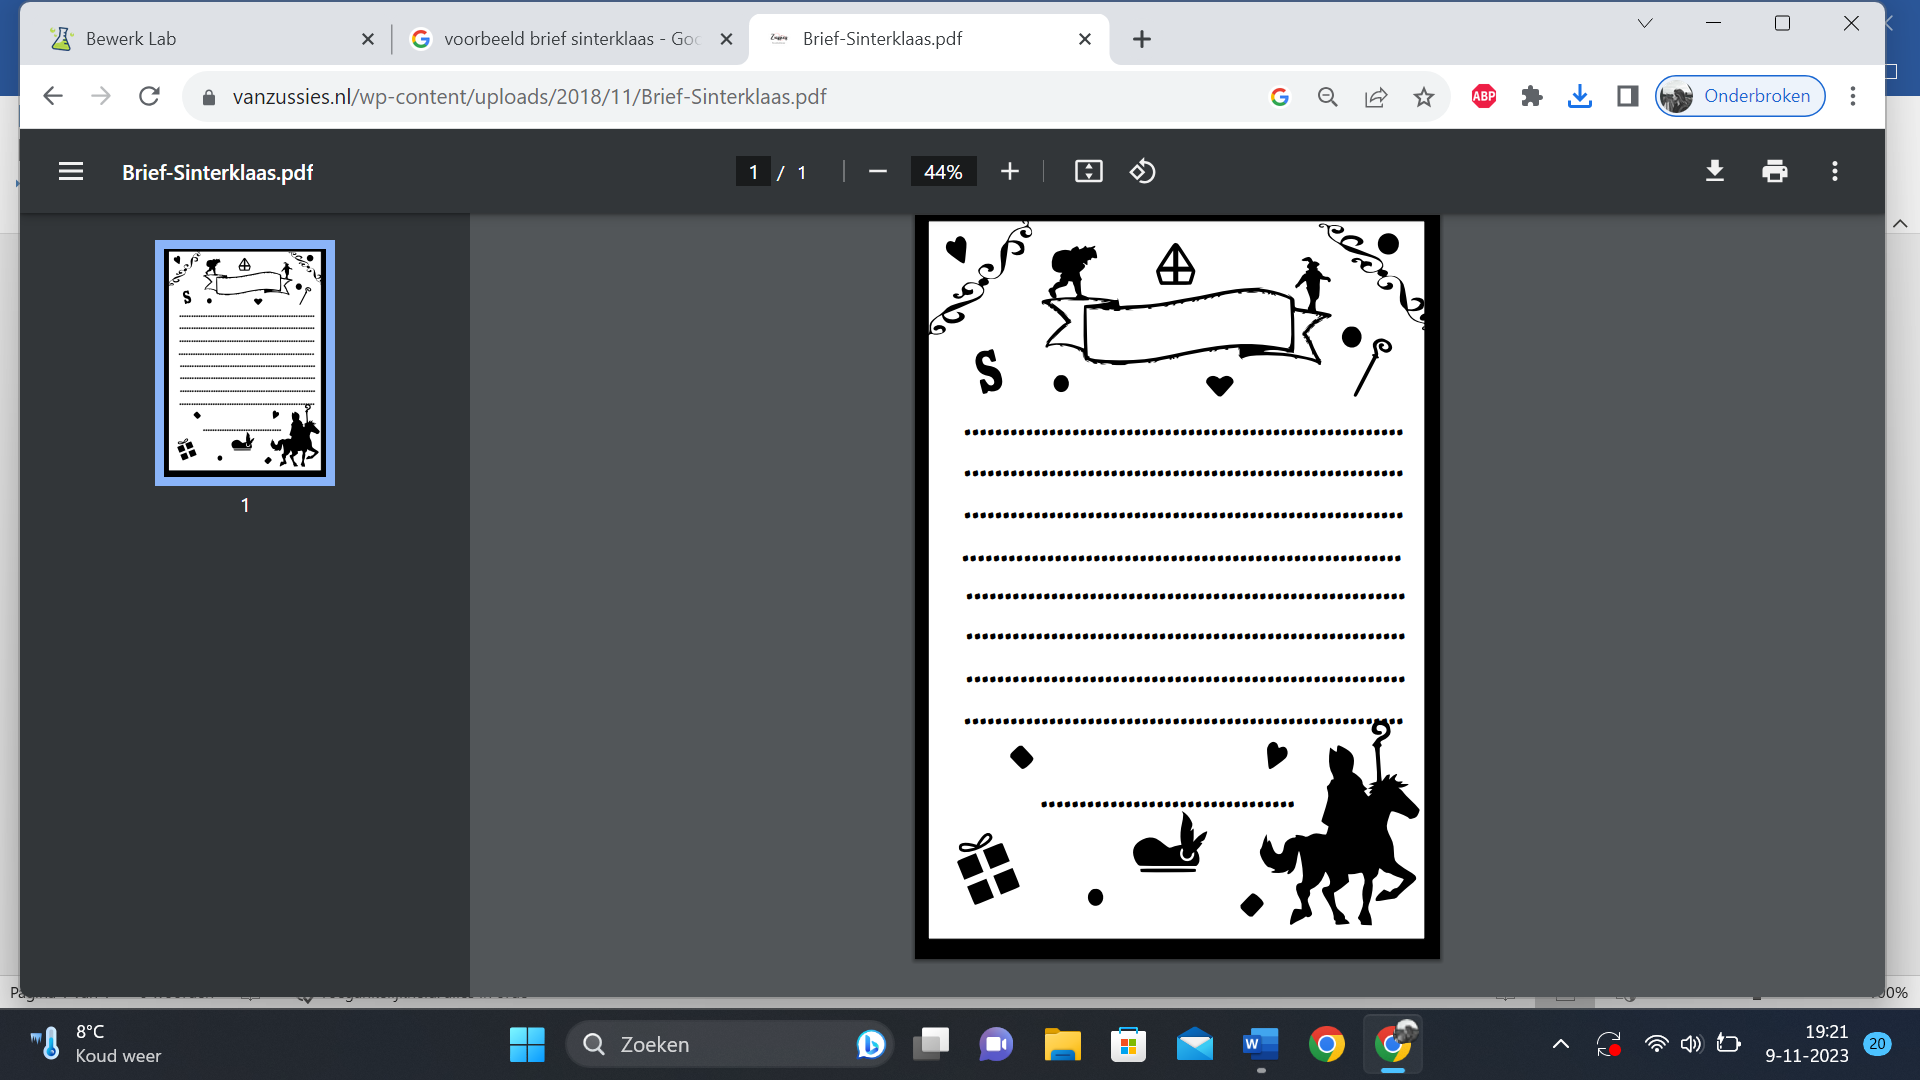 Bewerk Lab
voorbeeld brief sinterklaas - Goo
Brief-Sinterklaas.pdf
vanzussies.nl/wp-content/uploads/2018/11/Brief-Sinterklaas.pdf
ABP
Onderbroken
Brief-Sinterklaas.pdf
1 / 1
44%
S
S
1
8°C
Koud weer
Zoeken
W
19:21
9-11-2023
20